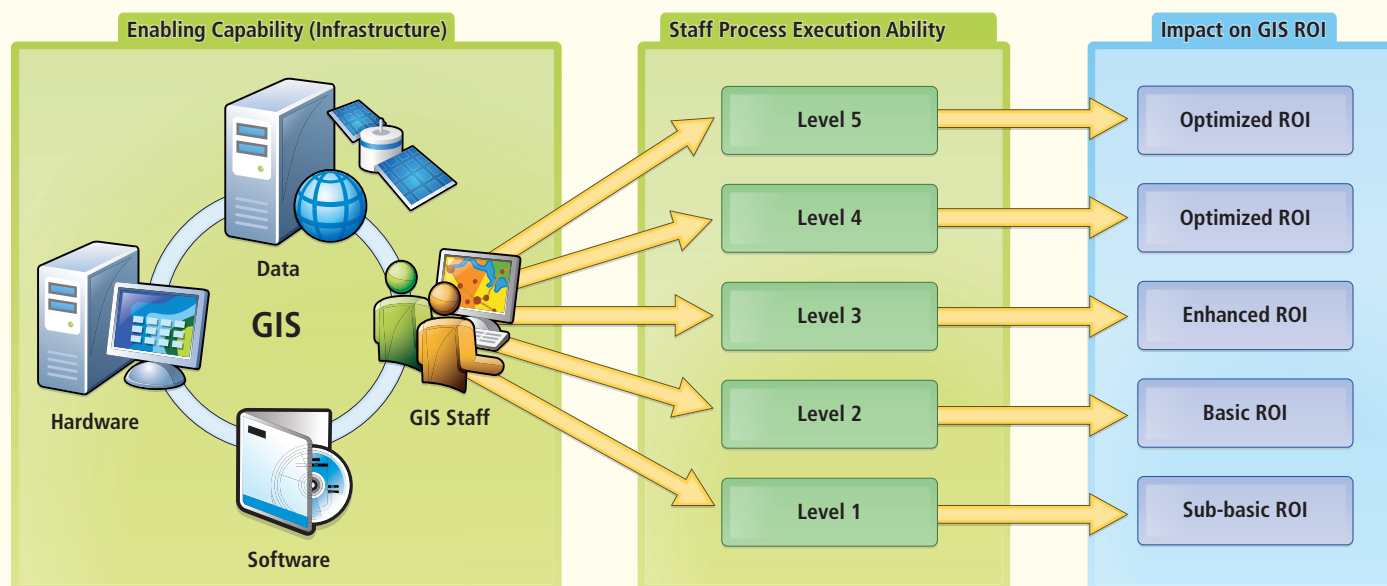 Enabling Capability (Infrastructure)
Data
GIS
Hardware
GIS Staff
Software
Staff Process Execution Ability
Level 5
Level 4
Level 3
Level 2
Level 1
Impact on GIS ROI
Optimized ROI
Optimized ROI
Enhanced ROI
Basic ROI
Sub-basic ROI